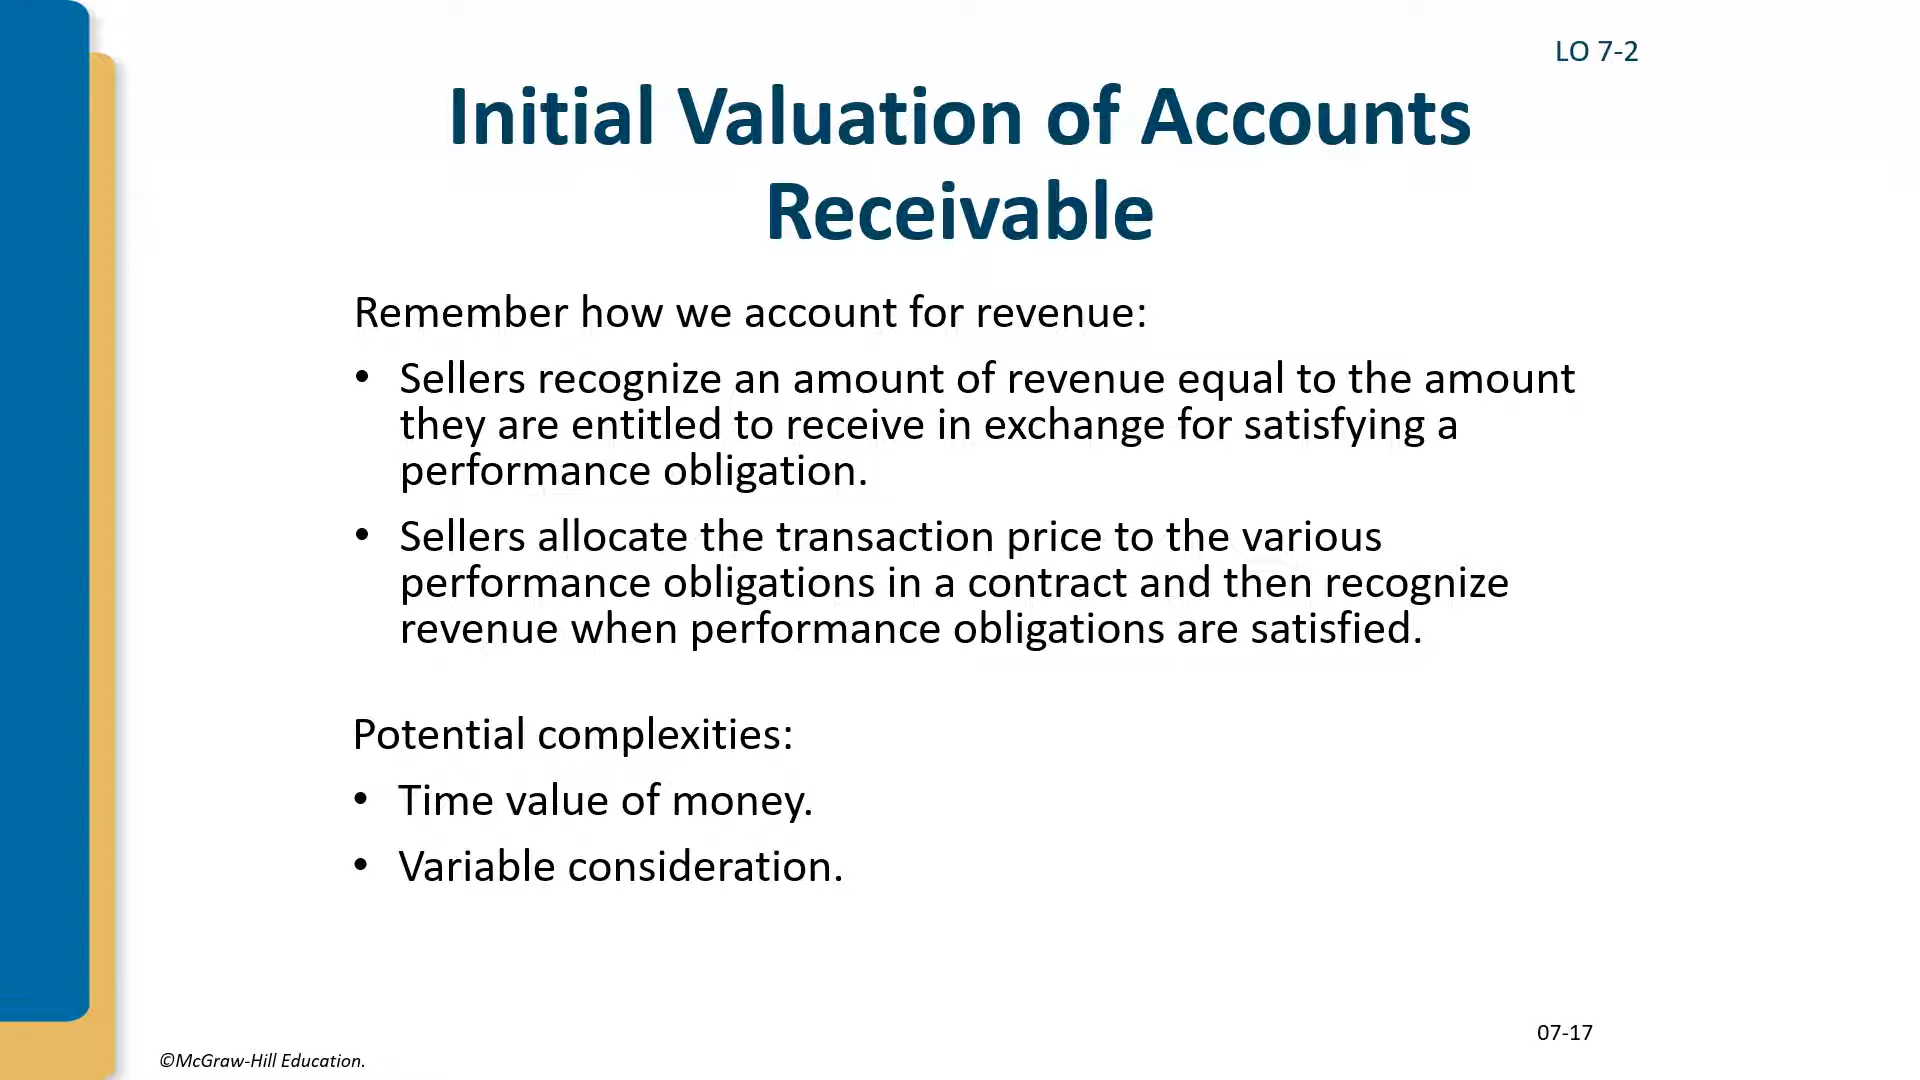 LO 7-2
Initial Valuation of Accounts
Receivable
Remember how we account for revenue:
• Sellers recognize an amount of revenue equal to the amount
they are entitled to receive in exchange for satisfying a
performance obligation.
• Sellers allocate the transaction price to the various
performance obligations in a contract and then recognize
revenue when performance obligations are satisfied.
Potential complexities:
• Time value of money.
• Variable consideration.
07-17
©McGraw-Hill Education.